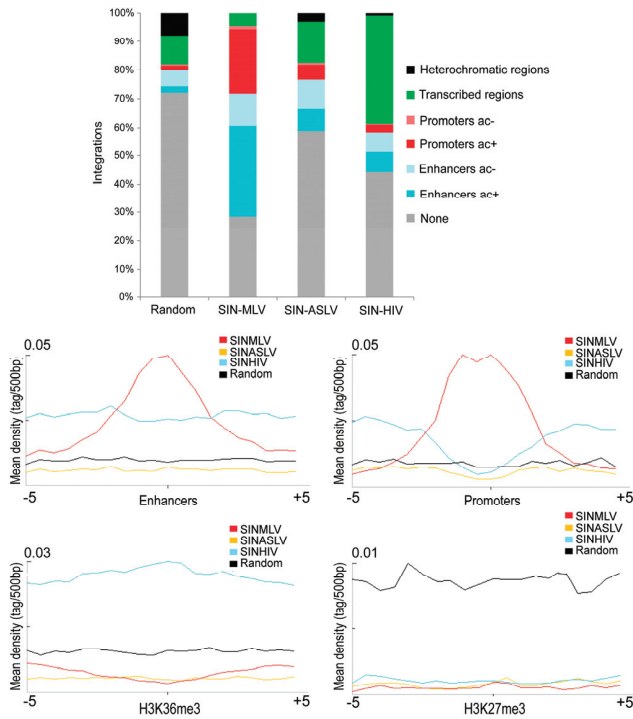 100%
90%
80%
70%
60%
50%
40%
30%
20%
10%
0%
Integrations
Random
SIN-MLV
SIN-ASLV
SIN-HIV
Heterochromatic regions
Transcribed regions
Promoters ac-
Promoters ac+
Enhancers ac-
Enhancers ac+
None
0.05
Mean density (tag/500bp)
SINMLV
SINASLV
SINHIV
Random
-5
Enhancers
+5
0.05
Mean density (tag/500bp)
SINMLV
SINASLV
SINHIV
Random
-5
Promoters
+5
0.03
Mean density (tag/500bp)
SINMLV
SINASLV
SINHIV
Random
-5
H3K36me3
+5
0.01
Mean density (tag/500bp)
SINMLV
SINASLV
SINHIV
Random
-5
H3K27me3
+5